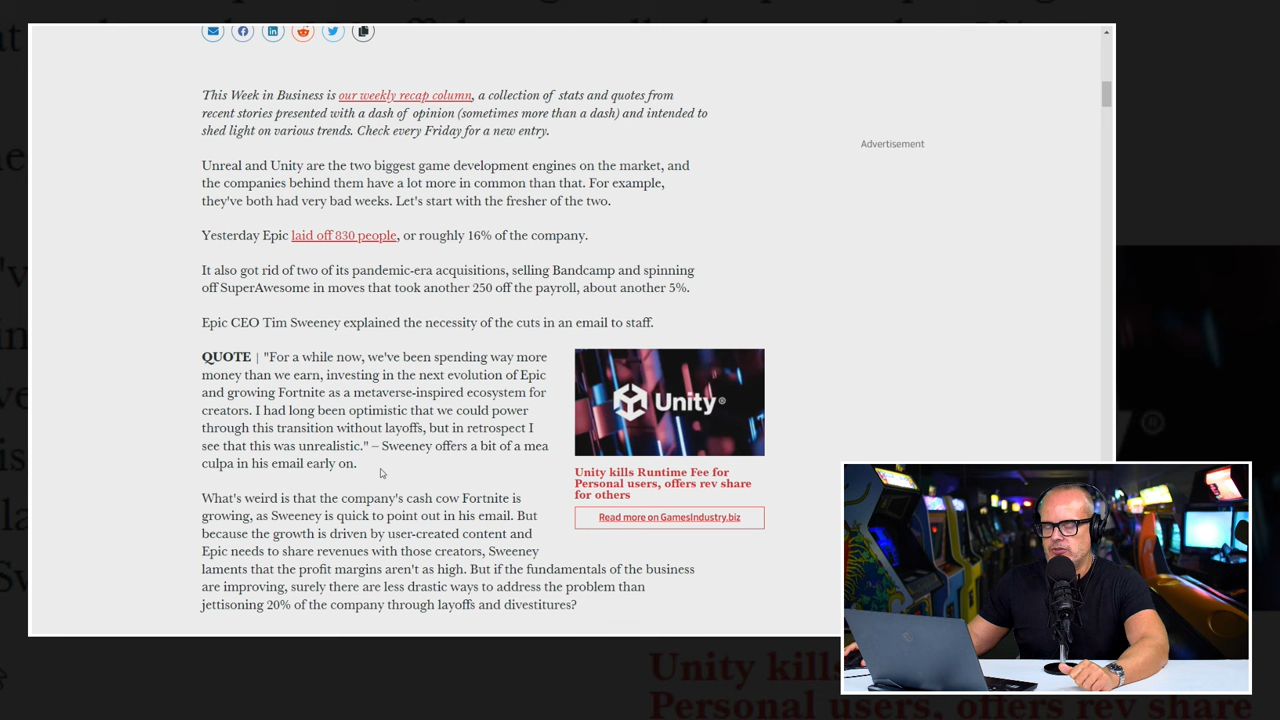 This Week in Business is our weekly recap column, a collection of stats and quotes from
recent stories presented with a dash of opinion (sometimes more than a dash) and intended to
shed light on various trends. Check every Friday for a new entry.
Advertisement
Unreal and Unity are the two biggest game development engines on the market, and
the companies behind them have a lot more in common than that. For example,
they've both had very bad weeks. Let's start with the fresher of the two.
Yesterday Epic laid off 830 people, or roughly 16% of the company.
It also got rid of two of its pandemic-era acquisitions, selling Bandcamp and spinning
off SuperAwesome in moves that took another 250 off the payroll, about another 5%.
Epic CEO Tim Sweeney explained the necessity of the cuts in an email to staff.
QUOTE | "For a while now, we've been spending way more
money than we earn, investing in the next evolution of Epic
and growing Fortnite as a metaverse-inspired ecosystem for
creators. I had long been optimistic that we could power
through this transition without layoffs, but in retrospect I
see that this was unrealistic." – Sweeney offers a bit of a mea
culpa in his email early on.
Unity®
Unity kills Runtime Fee for
Personal users, offers rev share
for others
Read more on GamesIndustry.biz
What's weird is that the company's cash cow Fortnite is
growing, as Sweeney is quick to point out in his email. But
because the growth is driven by user-created content and
Epic needs to share revenues with those creators, Sweeney
laments that the profit margins aren't as high. But if the fundamentals of the business
are improving, surely there are less drastic ways to address the problem than
jettisoning 20% of the company through layoffs and divestitures?
Unity kills
Personal users, offers rev share